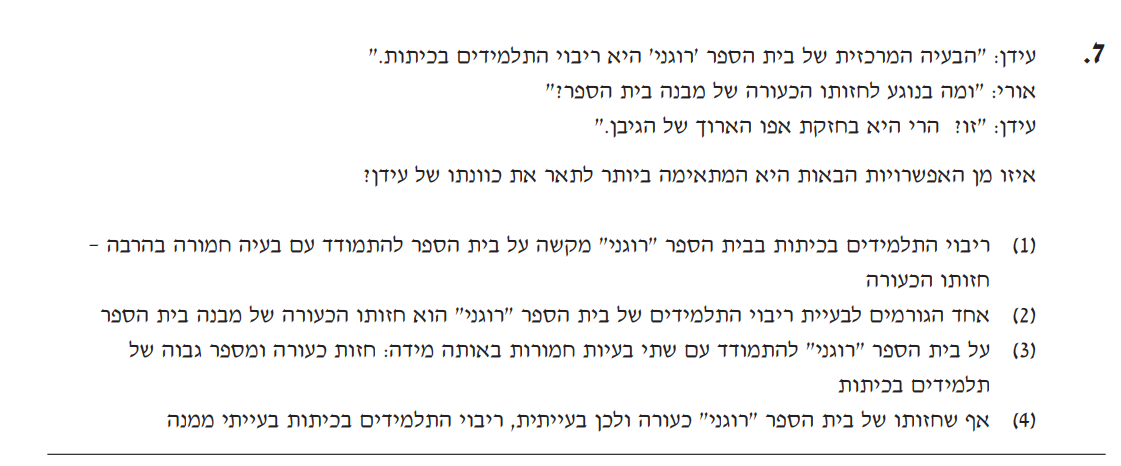 7. עידן: "הבעיה המרכזית של בית הספר 'רוגני' היא ריבוי התלמידים בכיתות."
אורי: "ומה בנוגע לחזותו הכעורה של מבנה בית הספר?"
עידן: "זו? הרי היא בחזקת אפו הארוך של הגיבן."
איזו מן האפשרויות הבאות היא המתאימה ביותר לתאר את כוונתו של עידן?
(1) ריבוי התלמידים בכיתות בבית הספר "רוגני" מקשה על בית הספר להתמודד עם בעיה חמורה בהרבה –
חזותו הכעורה
(2) אחד הגורמים לבעיית ריבוי התלמידים של בית הספר "רוגני" הוא חזותו הכעורה של מבנה בית הספר
(3) על בית הספר "רוגני" להתמודד עם שתי בעיות חמורות באותה מידה: חזות כעורה ומספר גבוה של
תלמידים בכיתות
(4) אף שחזותו של בית הספר "רוגני" כעורה ולכן בעייתית, ריבוי התלמידים בכיתות בעייתי ממנה